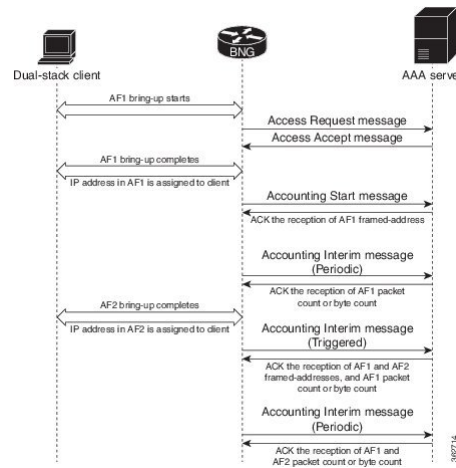 BNG
Dual-stack client
AAA server
AF1 bring-up starts
Access Request message
Access Accept message
AF1 bring-up completes
IP address in AF1 is assigned to client
Accounting Start message
ACK the reception of AF1 framed-address
Accounting Interim message
(Periodic)
ACK the reception of AF1 packet
count or byte count
AF2 bring-up completes
IP address in AF2 is assigned to client
Accounting Interim message
(Triggered)
ACK the reception of AF1 and AF2
framed-addresses, and AF1 packet
count or byte count
Accounting Interim message
(Periodic)
ACK the reception of AF1 and
AF2 packet count or byte count
362714